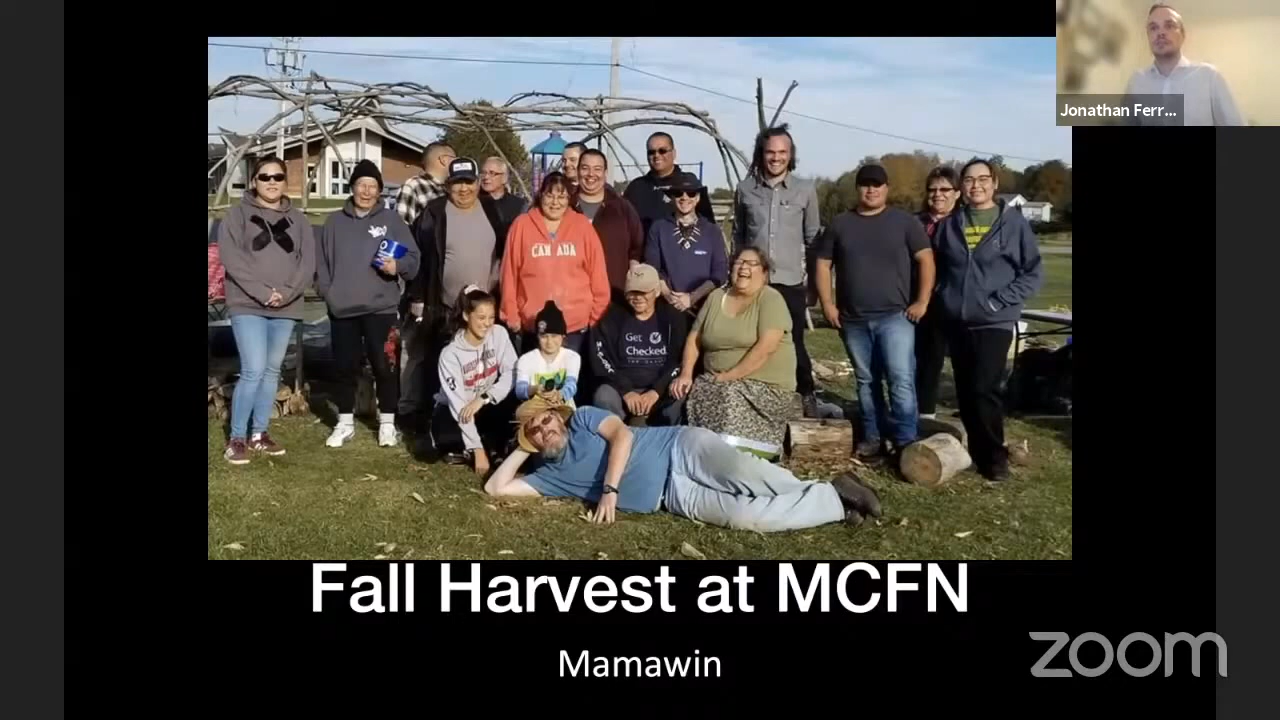 Jonathan Ferr...
CANADA
Get
Checked.
Fall Harvest at MCFN
Mamawin
zoom